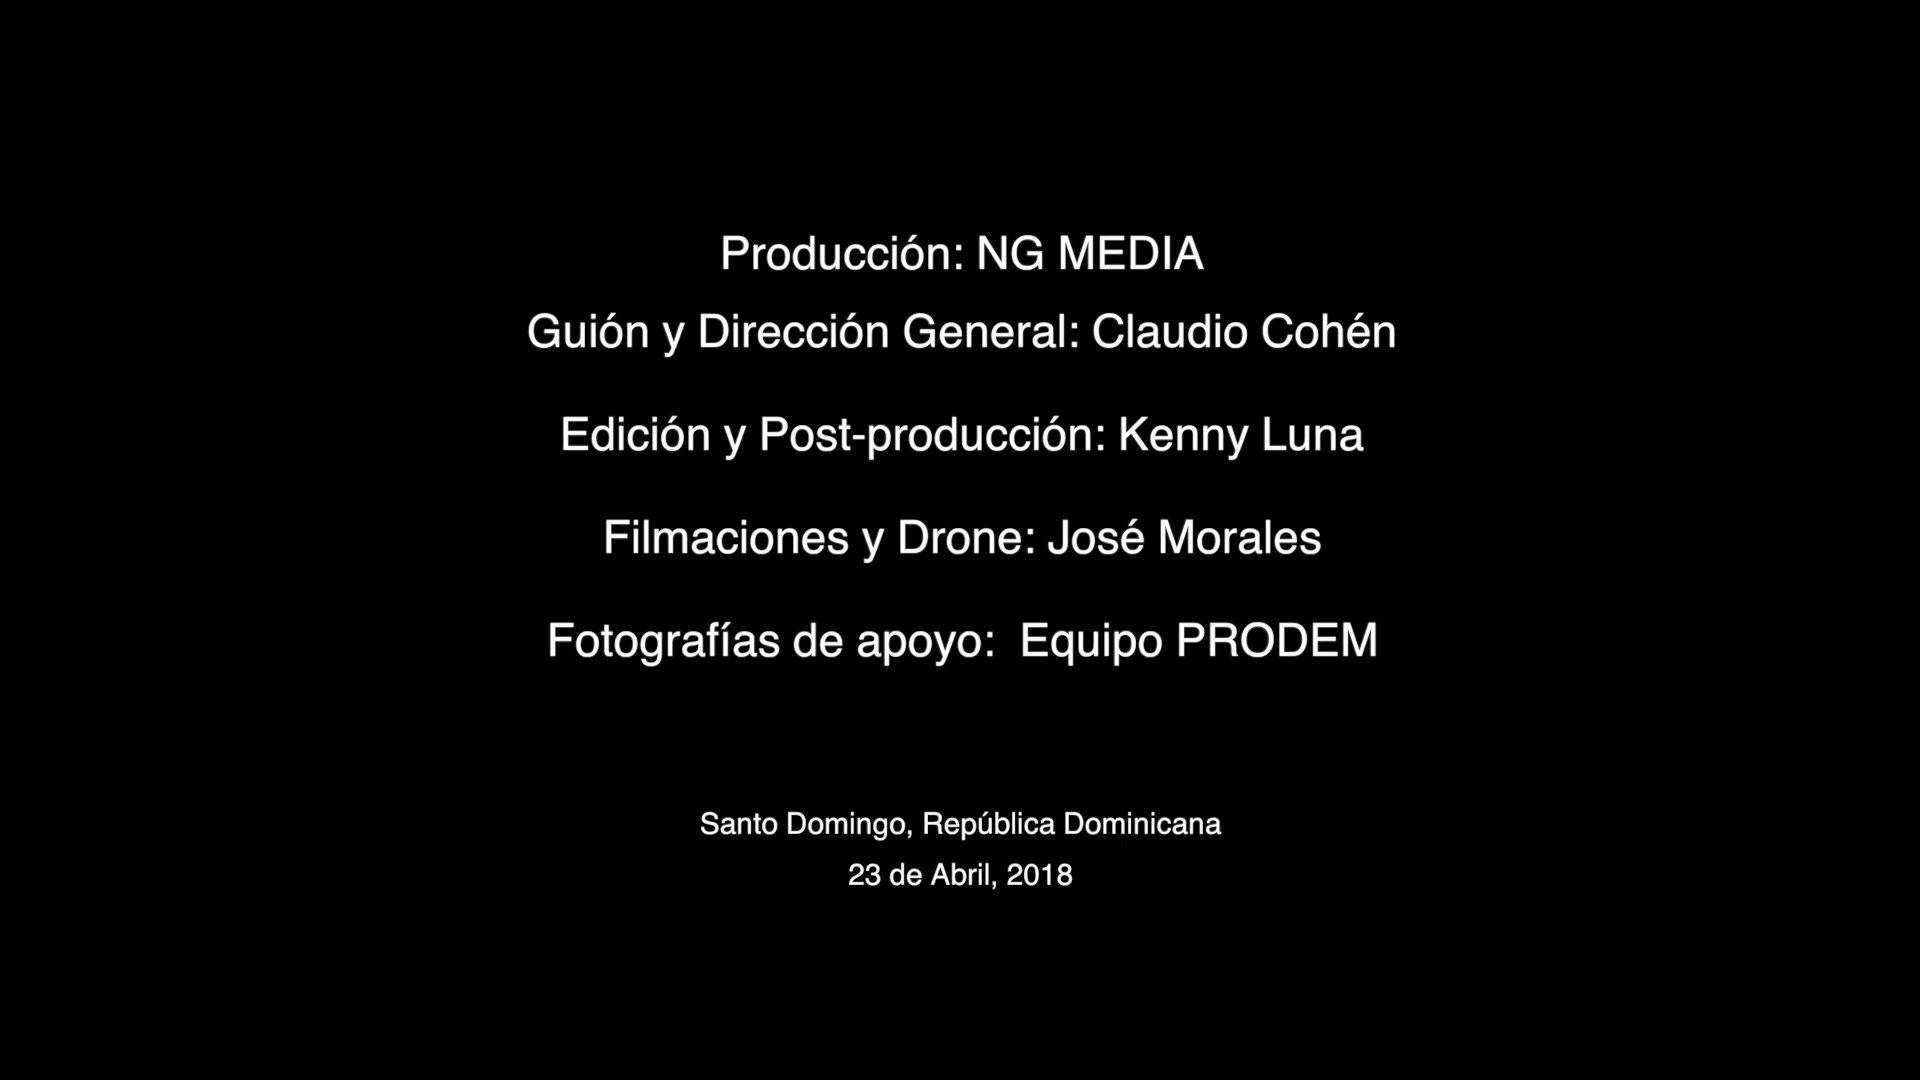 Producción: NG MEDIA
Guión y Dirección General: Claudio Cohén
Edición y Post-producción: Kenny Luna
Filmaciones y Drone: José Morales
Fotografías de apoyo:  Equipo PRODEM
Santo Domingo, República Dominicana
23 de Abril, 2018